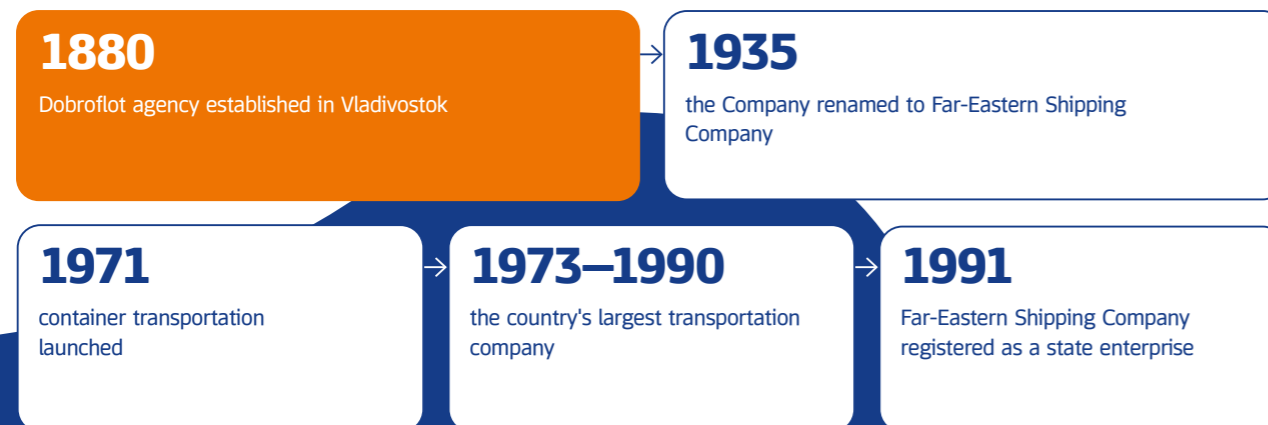 1880
Dobroflot agency established in Vladivostok
1935
the Company renamed to Far-Eastern Shipping
Company
1971
container transportation
launched
1973–1990
the country's largest transportation
company
1991
Far-Eastern Shipping Company
registered as a state enterprise